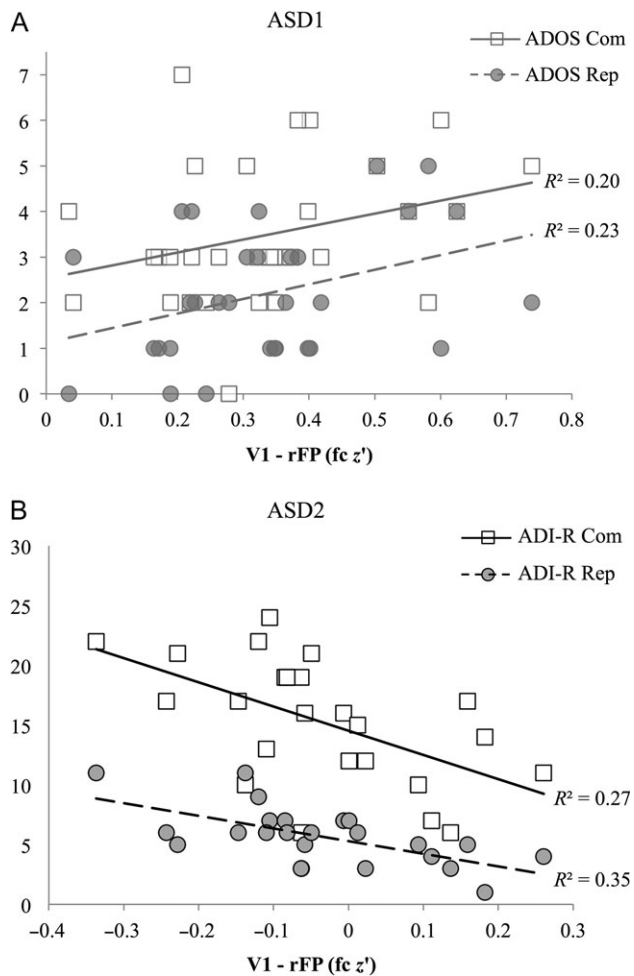 A
ASD1
ADOS Com
ADOS Rep
7
6
5
4
3
2
1
0
R² = 0.20
R² = 0.23
0
0.1
0.2
0.3
0.4
0.5
0.6
0.7
0.8
V1 - rFP (fc z')
B
ASD2
ADI-R Com
ADI-R Rep
30
25
20
15
10
5
0
R² = 0.27
R² = 0.35
−0.4
−0.3
−0.2
−0.1
0
0.1
0.2
0.3
V1 - rFP (fc z')